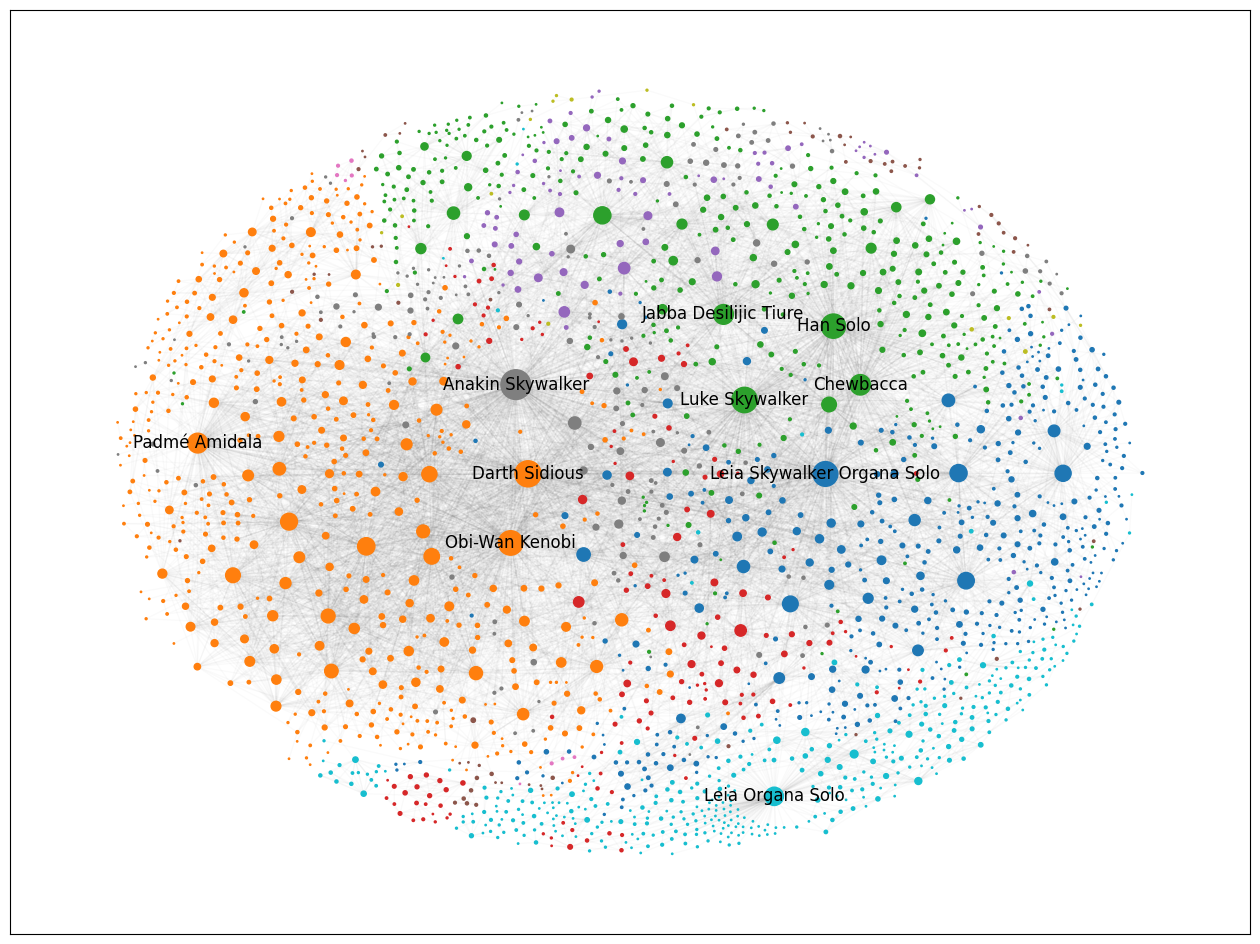 Jabba Desilijic Tiure
Han Solo
Anakin Skywalker
Chewbacca
Luke Skywalker
Padmé Amidala
Darth Sidious
Leia Skywalker Organa Solo
Obi-Wan Kenobi
Leia Organa Solo